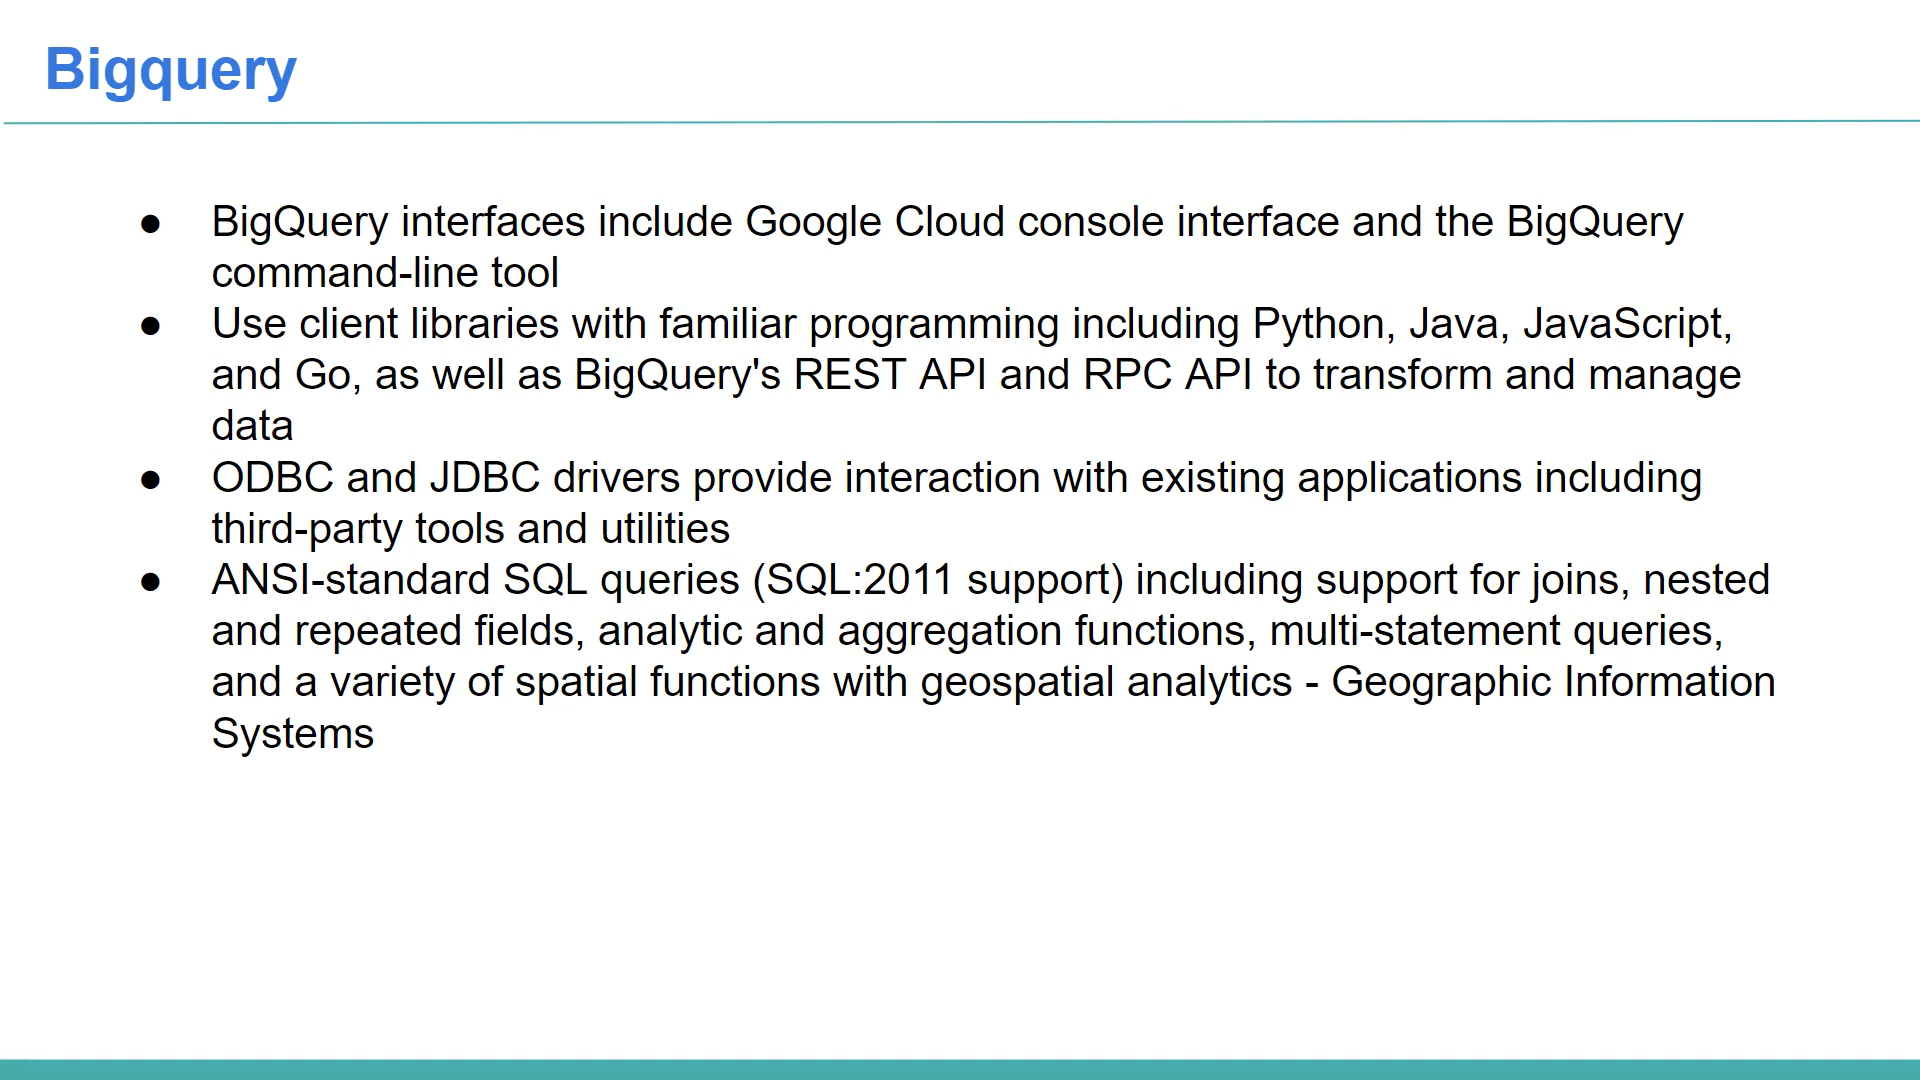 Bigquery
● BigQuery interfaces include Google Cloud console interface and the BigQuery
command-line tool
● Use client libraries with familiar programming including Python, Java, JavaScript,
and Go, as well as BigQuery's REST API and RPC API to transform and manage
data
● ODBC and JDBC drivers provide interaction with existing applications including
third-party tools and utilities
● ANSI-standard SQL queries (SQL:2011 support) including support for joins, nested
and repeated fields, analytic and aggregation functions, multi-statement queries,
and a variety of spatial functions with geospatial analytics - Geographic Information
Systems